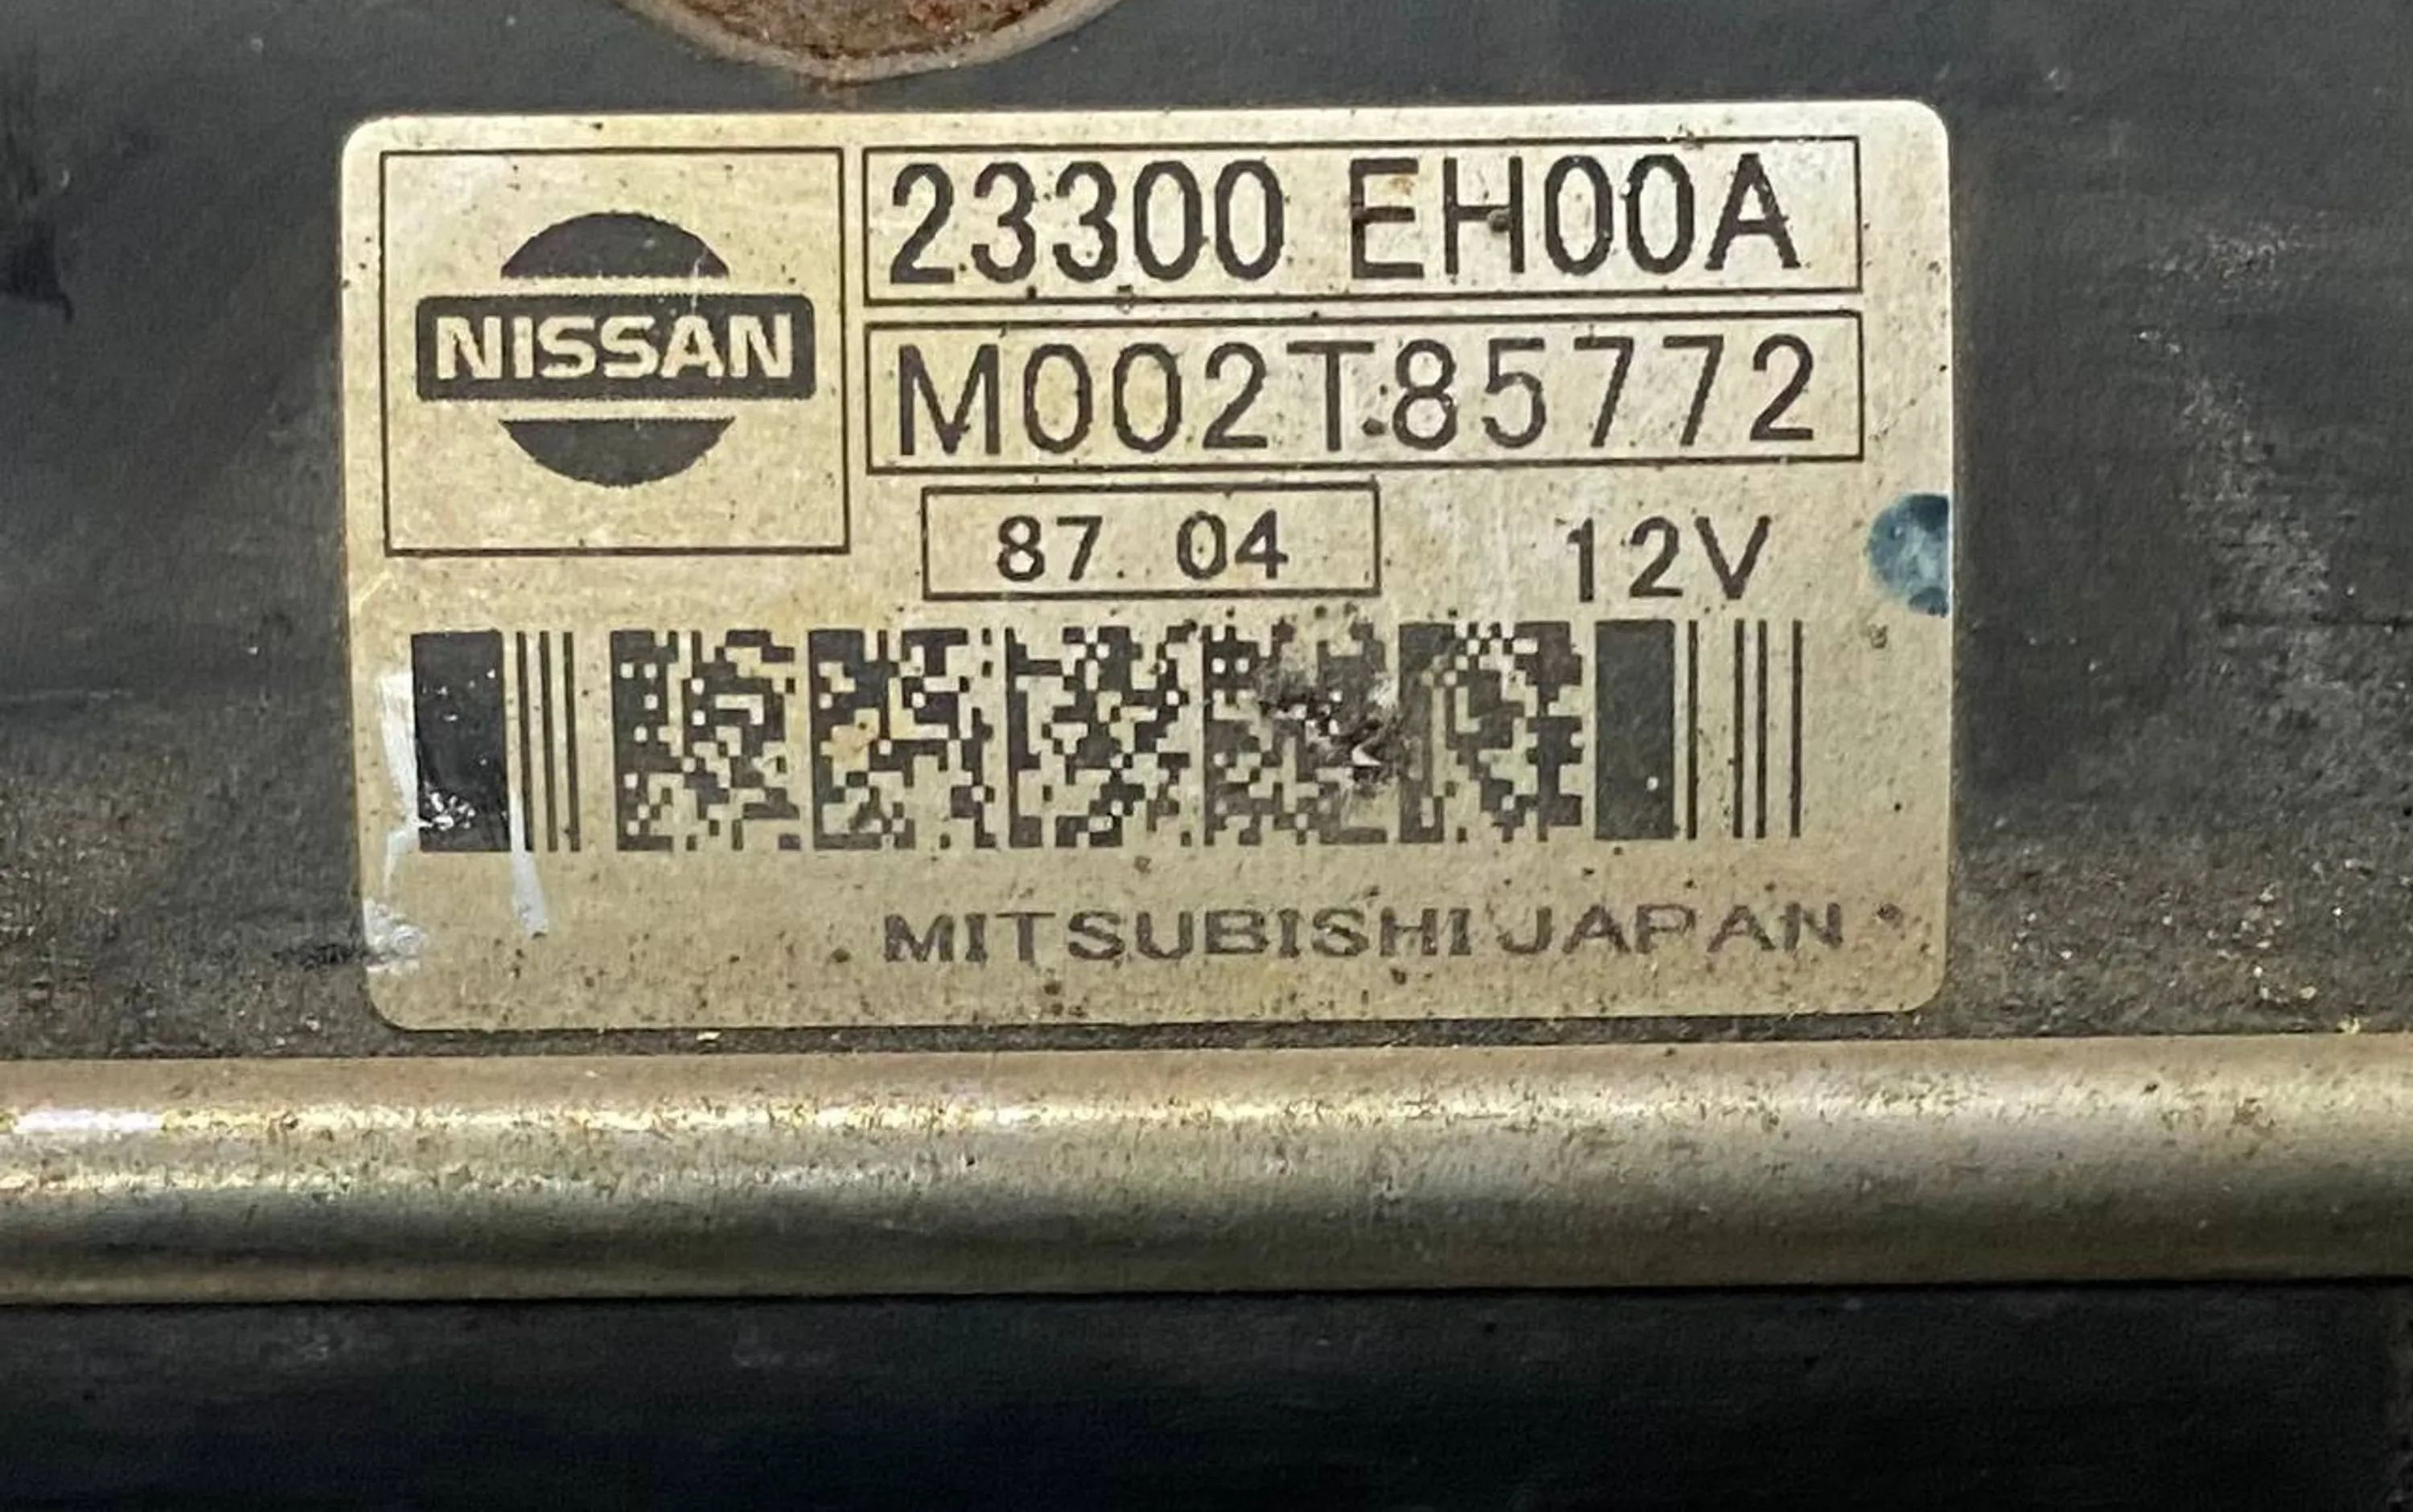 NISSAN
23300 EH00A
M002T85772
87 04
12V
MITSUBISHI JAPAN